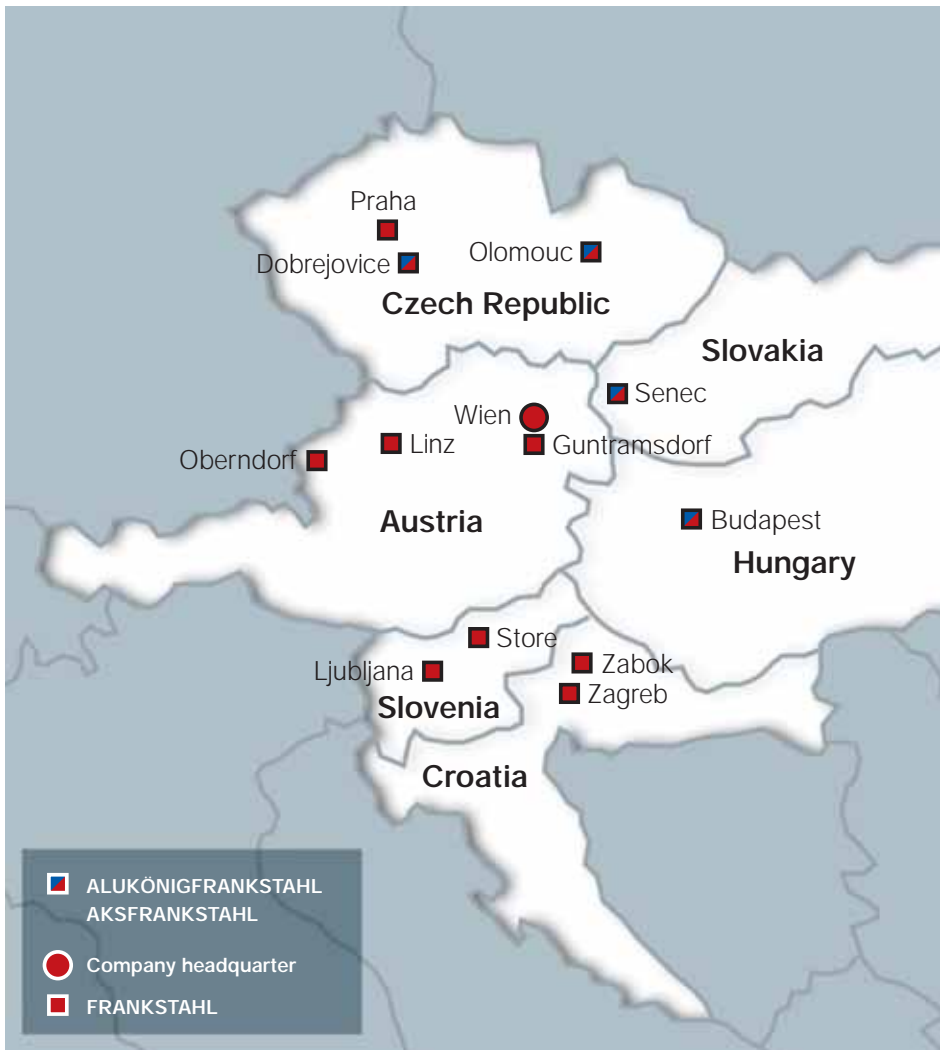 Praha
Dobrejovice
Olomouc
Czech Republic
Slovakia
Senec
Wien
Linz
Guntramsdorf
Oberndorf
Austria
Budapest
Hungary
Store
Zabok
Ljubljana
Zagreb
Slovenia
Croatia
ALUKÖNIGFRANKSTAHL
AKSFRANKSTAHL
Company headquarter
FRANKSTAHL